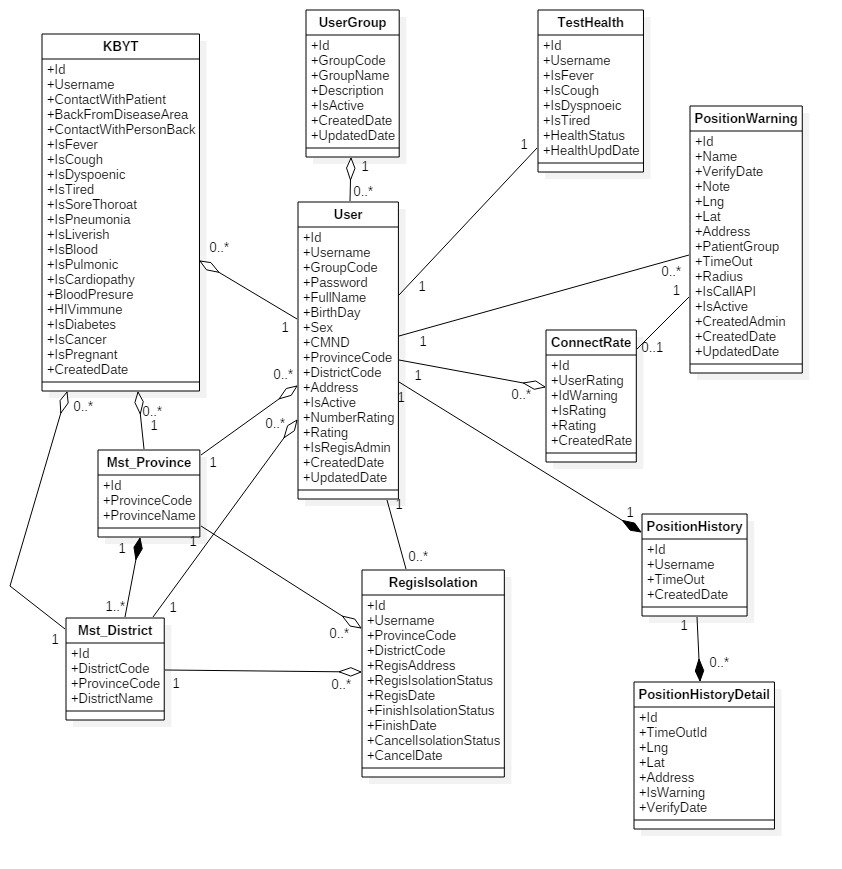 KBYT
+Id
+Username
+ContactWithPatient
+BackFromDiseaseArea
+ContactWithPersonBack
+IsFever
+IsCough
+IsDyspoenic
+IsTired
+IsSoreThoroat
+IsPneumonia
+IsLiverish
+IsBlood
+IsPulmonic
+IsCardiopathy
+BloodPresure
+HIVimmune
+IsDiabetes
+IsCancer
+IsPregnant
+CreatedDate
UserGroup
+Id
+GroupCode
+GroupName
+Description
+IsActive
+CreatedDate
+UpdatedDate
TestHealth
+Id
+Username
+IsFever
+IsCough
+IsDyspnoeic
+IsTired
+HealthStatus
+HealthUpdDate
PositionWarning
+Id
+Name
+VerifyDate
+Note
+Lng
+Lat
+Address
+PatientGroup
+TimeOut
+Radius
+IsCallAPI
+IsActive
+CreatedAdmin
+CreatedDate
+UpdatedDate
1
0..*
User
+Id
+Username
+GroupCode
+Password
+FullName
+BirthDay
+Sex
+CMND
+ProvinceCode
+DistrictCode
+Address
+IsActive
+NumberRating
+Rating
+IsRegisAdmin
+CreatedDate
+UpdatedDate
0..*
1
1
1
0..*
1
1
0..1
ConnectRate
+Id
+UserRating
+IdWarning
+IsRating
+Rating
+CreatedRate
1
0..*
1
1
0..*
1
0..*
0..*
0..*
1
1
Mst_Province
+Id
+ProvinceCode
+ProvinceName
1
1..*
1
1
1
Mst_District
+Id
+DistrictCode
+ProvinceCode
+DistrictName
1
0..*
0..*
1
0..*
RegisIsolation
+Id
+Username
+ProvinceCode
+DistrictCode
+RegisAddress
+RegisIsolationStatus
+RegisDate
+FinishIsolationStatus
+FinishDate
+CancelIsolationStatus
+CancelDate
PositionHistory
+Id
+Username
+TimeOut
+CreatedDate
1
0..*
PositionHistoryDetail
+Id
+TimeOutId
+Lng
+Lat
+Address
+IsWarning
+VerifyDate